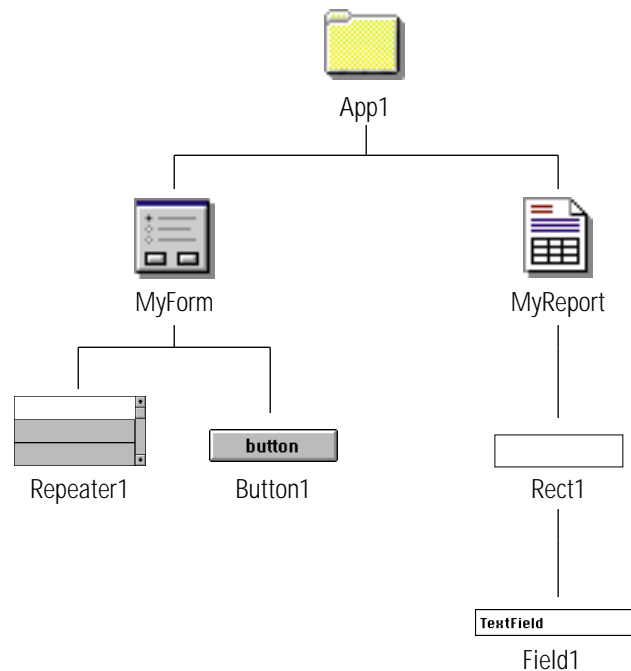 App1
MyForm
MyReport
button
Repeater1
Button1
Rect1
TextField
Field1